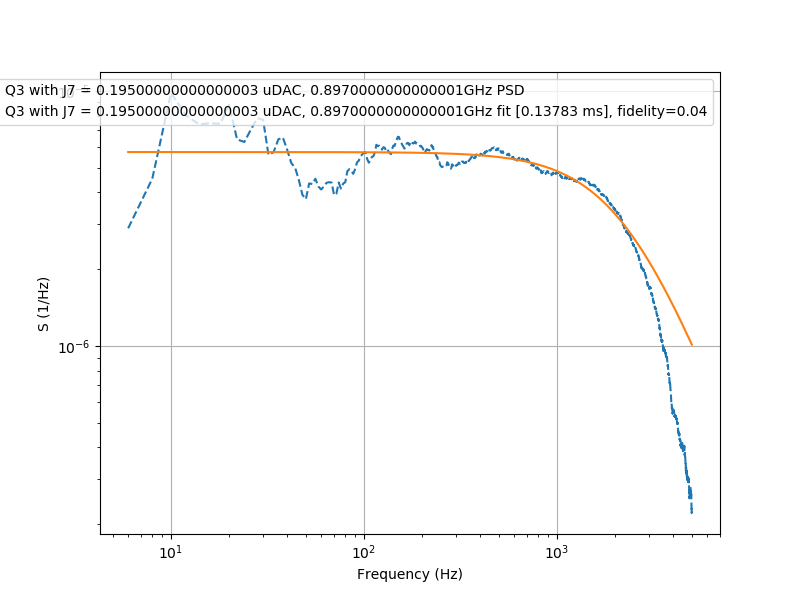 Q3 with J7 = 0.19500000000000003 uDAC, 0.8970000000000001GHz PSD
Q3 with J7 = 0.19500000000000003 uDAC, 0.8970000000000001GHz fit [0.13783 ms], fidelity=0.04
S (1/Hz)
10⁻⁶
10¹ 10² 10³
Frequency (Hz)